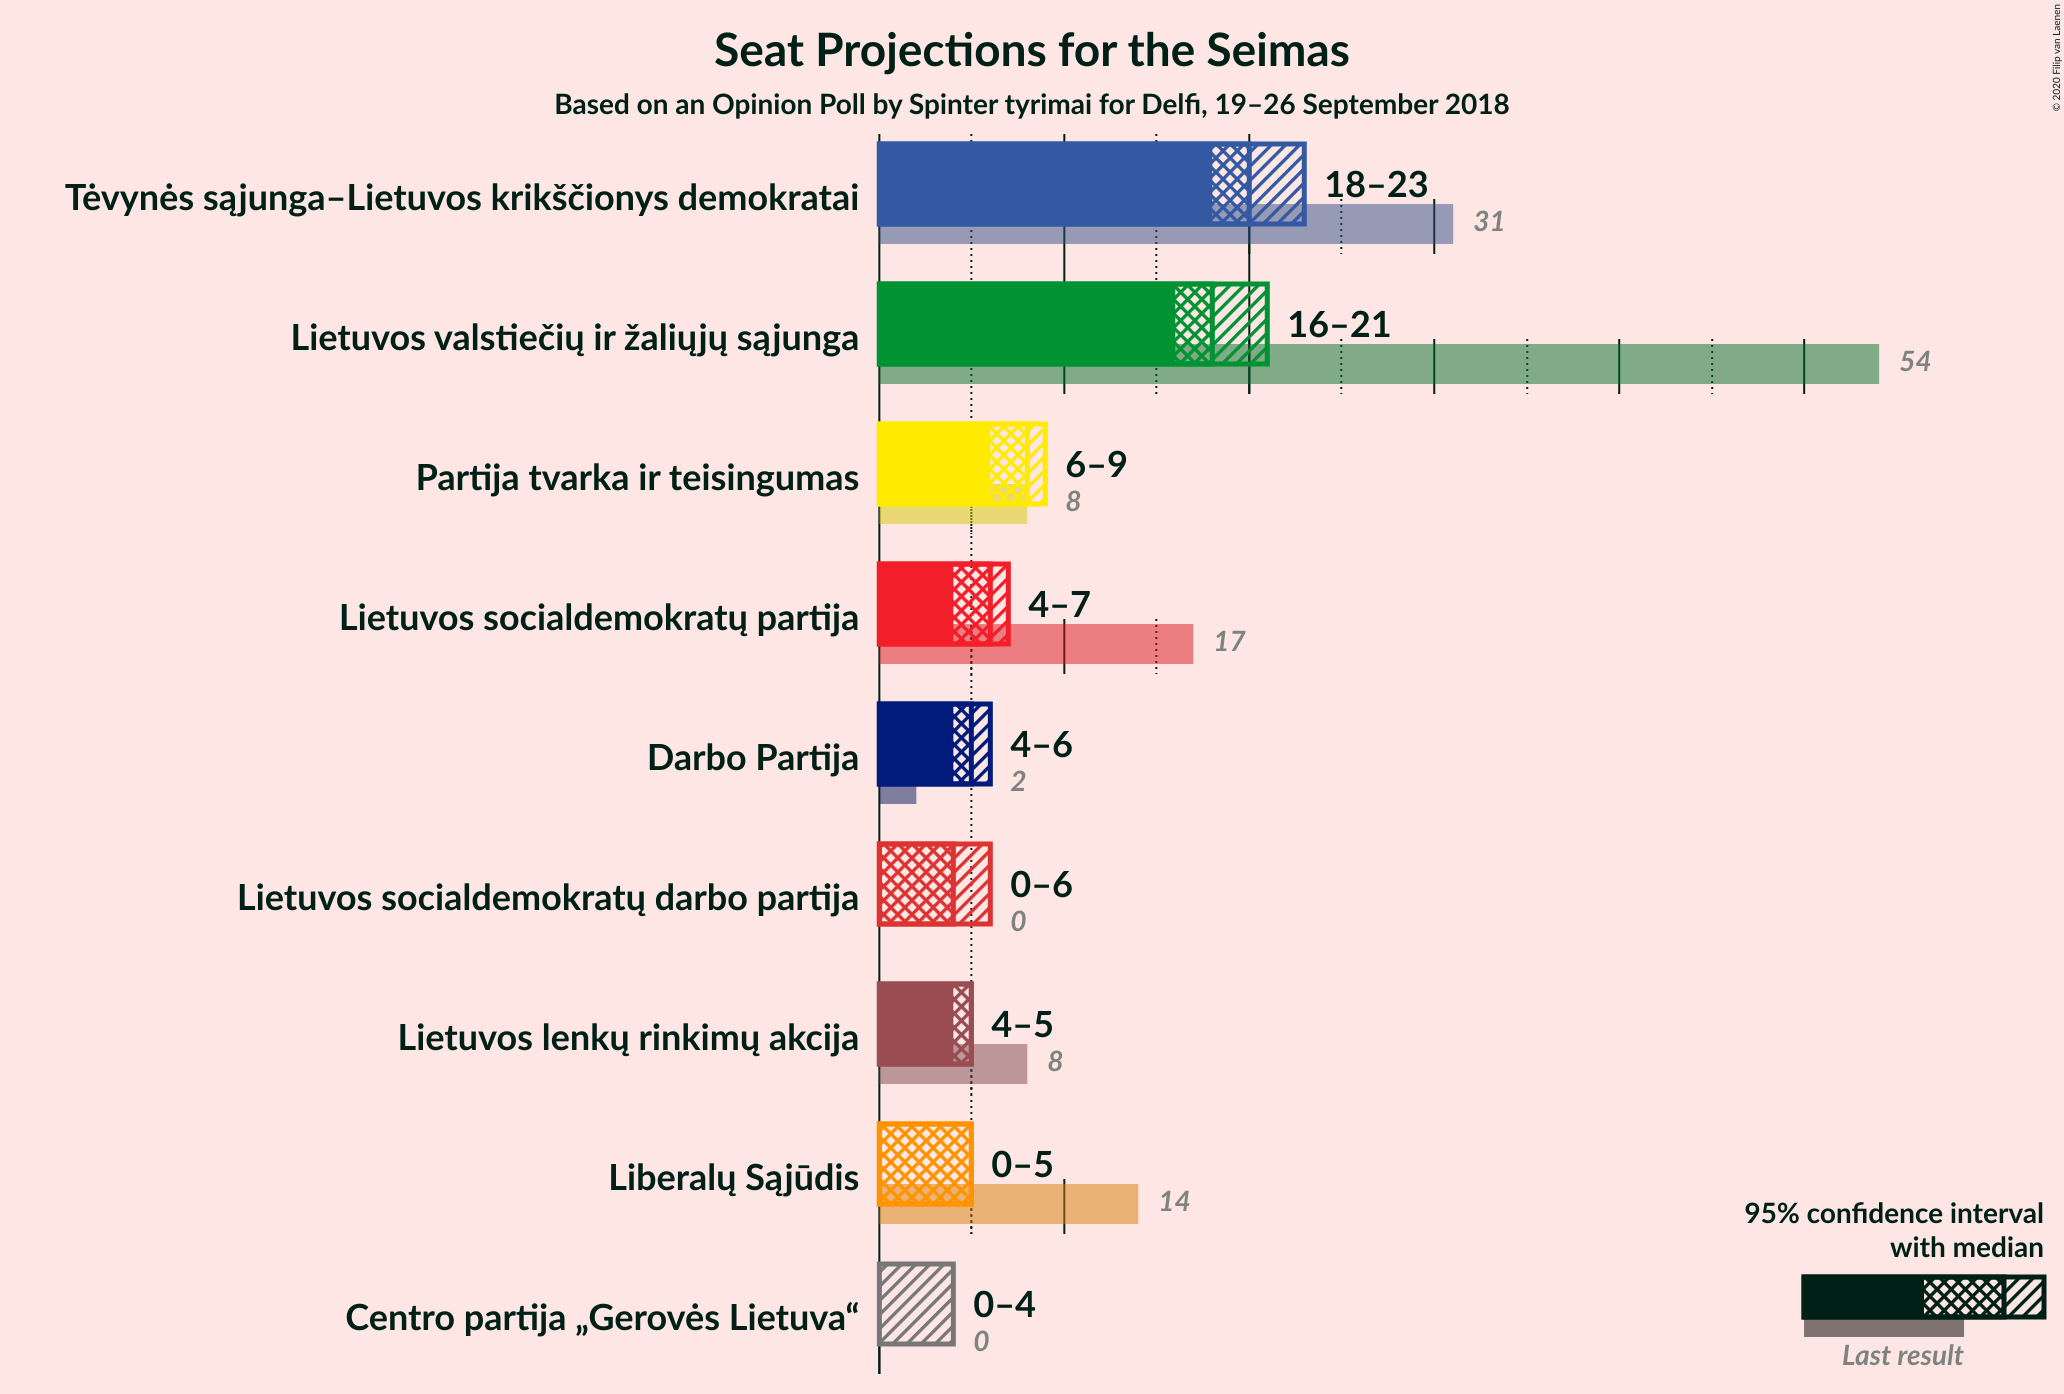 Seat Projections for the Seimas
Based on an Opinion Poll by Spinter tyrimai for Delfi, 19–26 September 2018
© 2020 Filip van Laenen
Tėvynės sąjunga–Lietuvos krikščionys demokratai
18–23
31
Lietuvos valstiečių ir žaliųjų sąjunga
16–21
54
Partija tvarka ir teisingumas
6–9
8
Lietuvos socialdemokratų partija
4–7
17
Darbo Partija
4–6
2
Lietuvos socialdemokratų darbo partija
0–6
0
Lietuvos lenkų rinkimų akcija
4–5
8
Liberalų Sąjūdis
0–5
14
Centro partija „Gerovės Lietuva“
0–4
0
95% confidence interval
with median
Last result